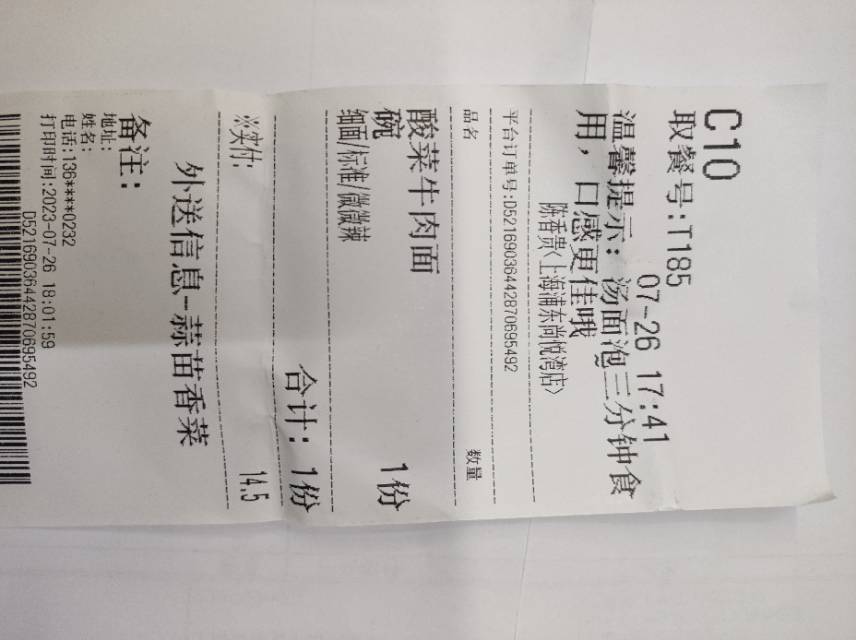 C10
取餐号:T185
07-26 17:41
温馨提示：汤面泡三分钟食
用，口感更佳哦
陈香贵<上海浦东尚悦湾店>
平台订单号:D5216903644287069​5492
品名 数量
酸菜牛肉面 1份
碗
细面/标准/微微辣
合计：1份
※实付: 14.5
外送信息-蒜苗香菜
备注：
地址:
姓名:
电话:136****0232
打印时间:2023-07-26 18:01:59
D52169036442870695492